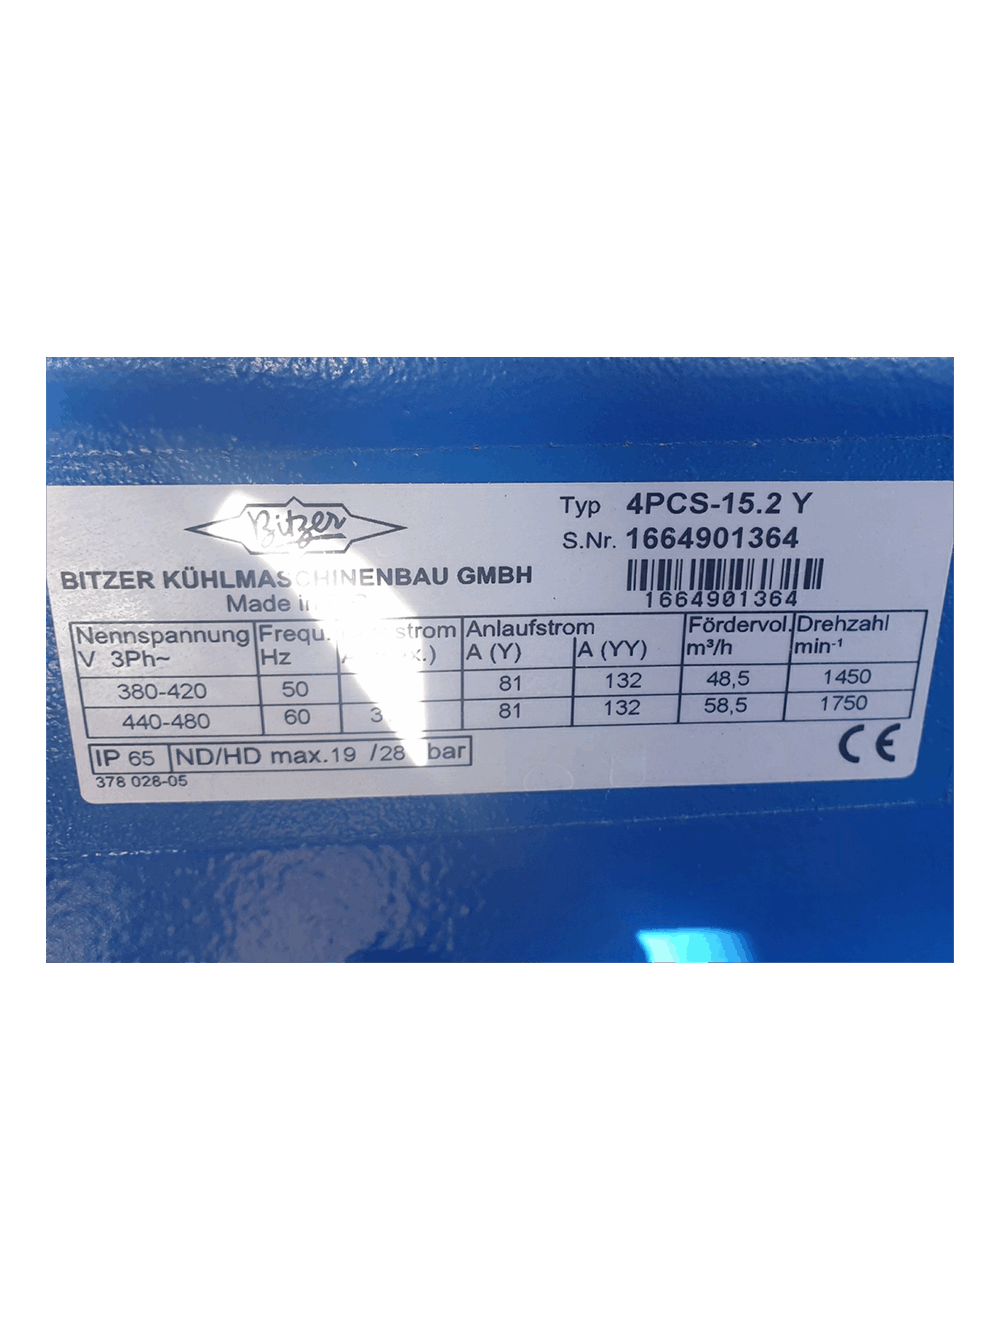 Bitzer
Typ 4PCS-15.2 Y
S.Nr. 1664901364
BITZER KÜHLMASCHINENBAU GMBH
1664901364
Made in
Nennspannung Frequ. strom Anlaufstrom Fördervol. Drehzahl
V 3Ph~ Hz A (Y) A (YY) m³/h min-1
380-420 50 81 132 48,5 1450
440-480 60 81 132 58,5 1750
IP 65 ND/HD max.19 /28 bar
CE
378 028-05